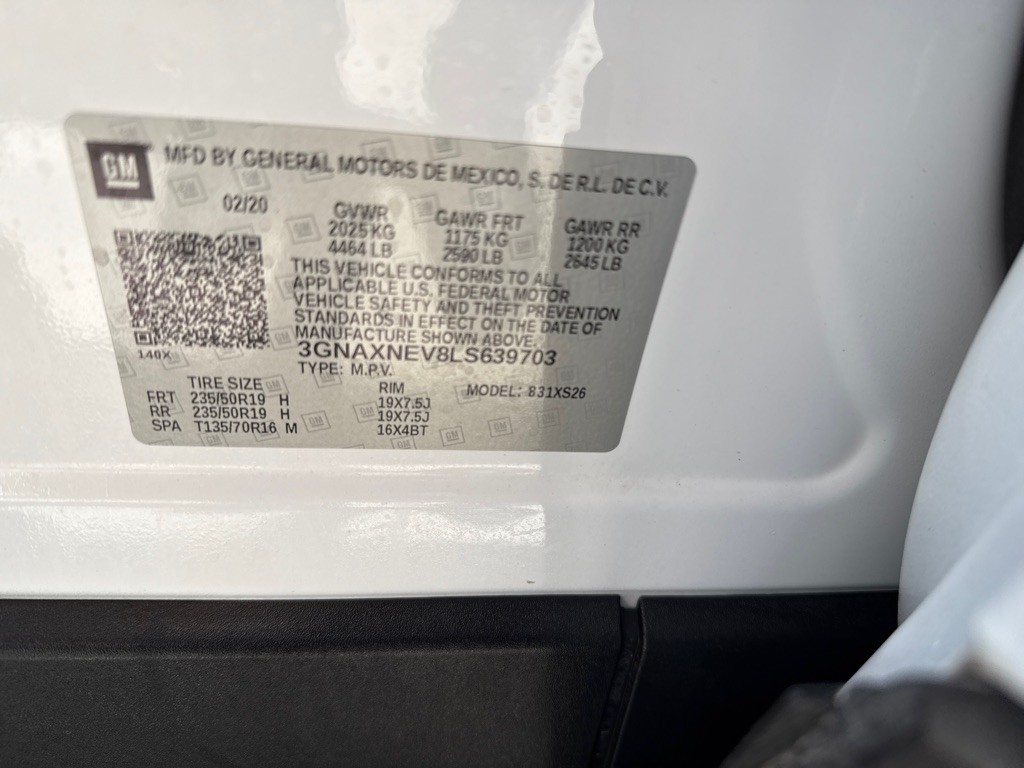 GM MFD BY GENERAL MOTORS DE MEXICO, S. DE R.L. DE C.V.
02/20 GVWR GAWR FRT GAWR RR
2025 KG 1175 KG 1200 KG
4464 LB 2590 LB 2645 LB
THIS VEHICLE CONFORMS TO ALL
APPLICABLE U.S. FEDERAL MOTOR
VEHICLE SAFETY AND THEFT PREVENTION
STANDARDS IN EFFECT ON THE DATE OF
MANUFACTURE SHOWN ABOVE.
140X 3GNAXNEV8LS639703
TYPE: M.P.V.
TIRE SIZE RIM MODEL: 831XS26
FRT 235/50R19 H 19X7.5J
RR 235/50R19 H 19X7.5J
SPA T135/70R16 M 16X4BT